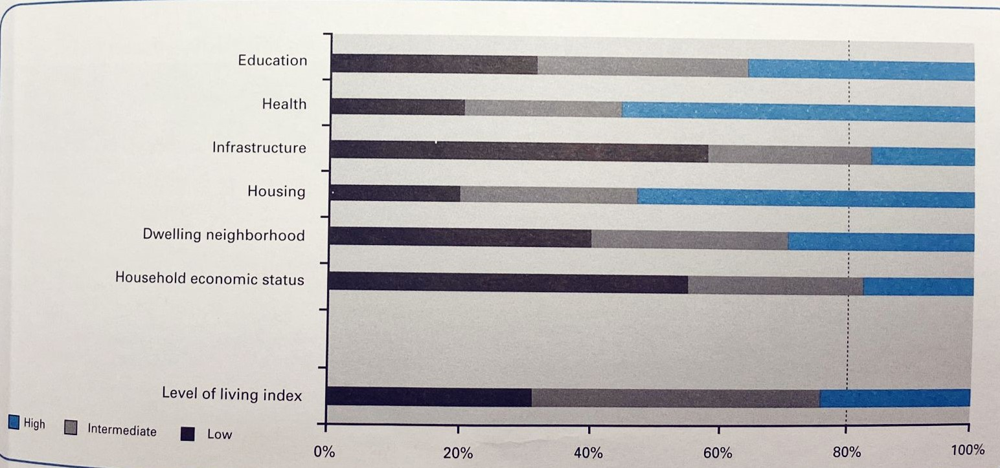 Education
Health
Infrastructure
Housing
Dwelling neighborhood
Household economic status
Level of living index
High Intermediate Low
0% 20% 40% 60% 80% 100%